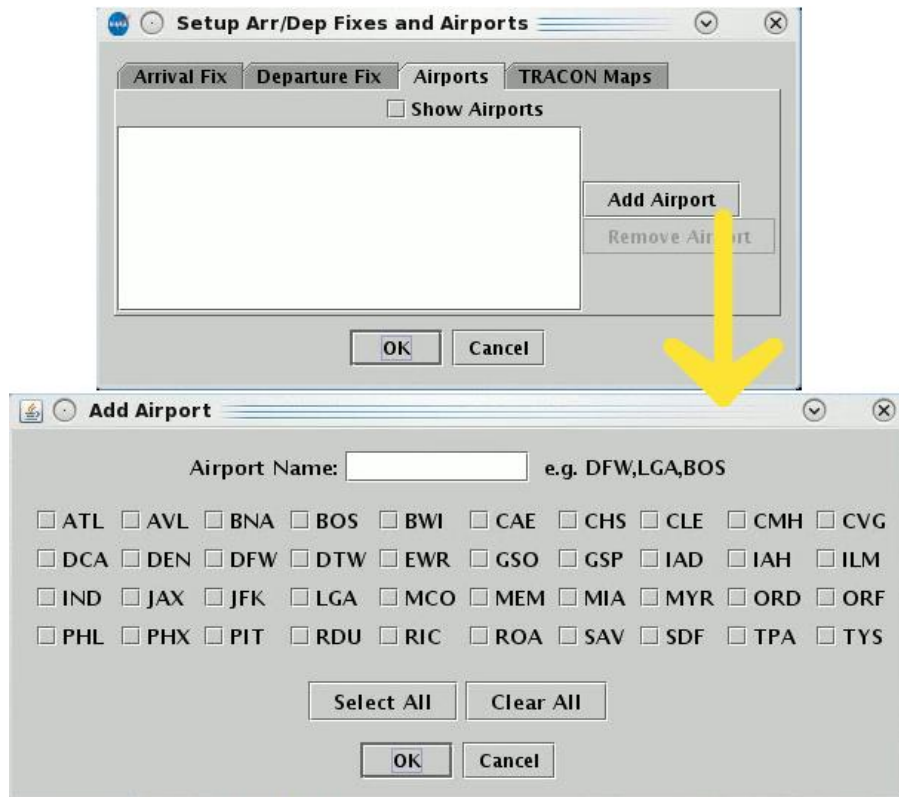 Setup Arr/Dep Fixes and Airports
Arrival Fix Departure Fix Airports TRACON Maps
Show Airports
Add Airport
Remove Airport
OK Cancel
Add Airport
Airport Name: e.g. DFW,LGA,BOS
ATL AVL BNA BOS BWI CAE CHS CLE CMH CVG
DCA DEN DFW DTW EWR GSO GSP IAD IAH ILM
IND JAX JFK LGA MCO MEM MIA MYR ORD ORF
PHL PHX PIT RDU RIC ROA SAV SDF TPA TYS
Select All Clear All
OK Cancel